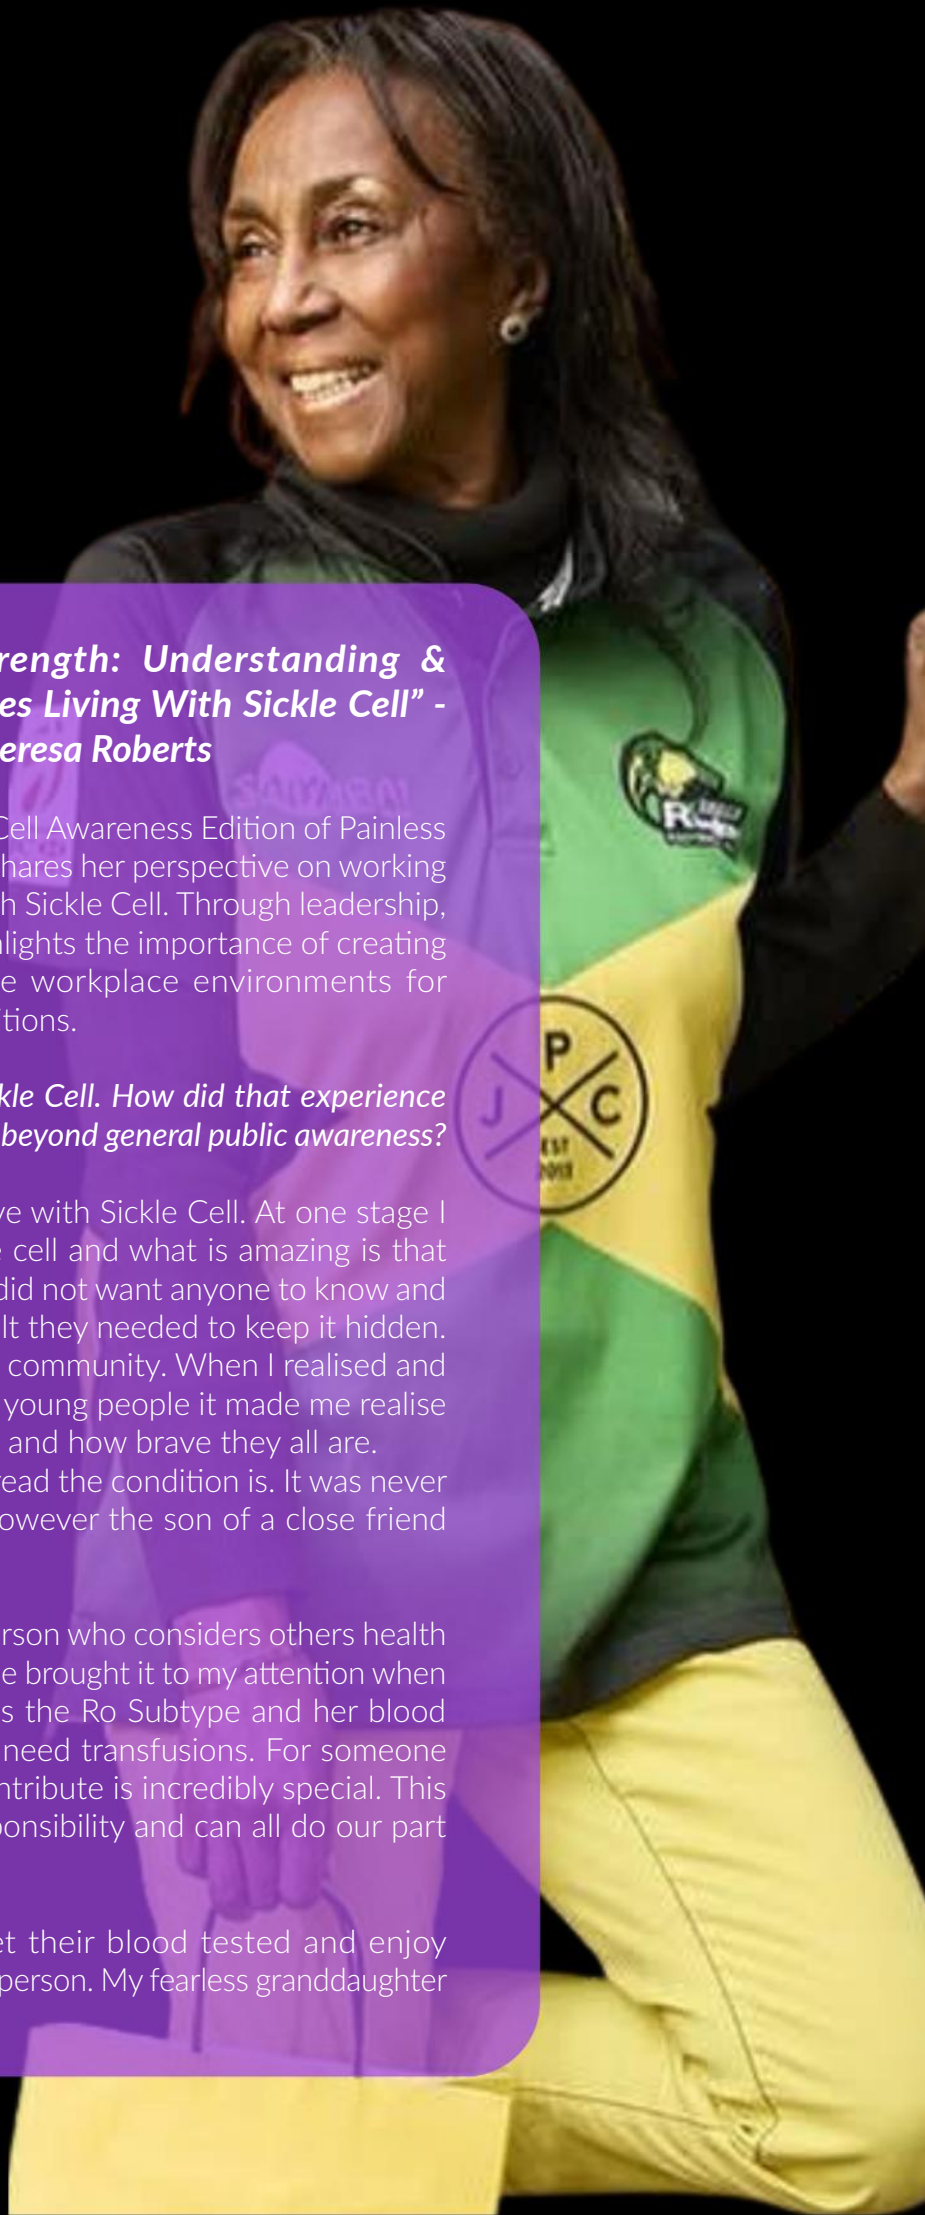 rength: Understanding &
es Living With Sickle Cell” -
eresa Roberts
Cell Awareness Edition of Painless
hares her perspective on working
h Sickle Cell. Through leadership,
lights the importance of creating
e workplace environments for
itions.
kle Cell. How did that experience
beyond general public awareness?
ve with Sickle Cell. At one stage I
e cell and what is amazing is that
did not want anyone to know and
lt they needed to keep it hidden.
community. When I realised and
young people it made me realise
and how brave they all are.
read the condition is. It was never
owever the son of a close friend
rson who considers others health
e brought it to my attention when
s the Ro Subtype and her blood
need transfusions. For someone
ntribute is incredibly special. This
ponsibility and can all do our part
et their blood tested and enjoy
person. My fearless granddaughter
P
J C
EST